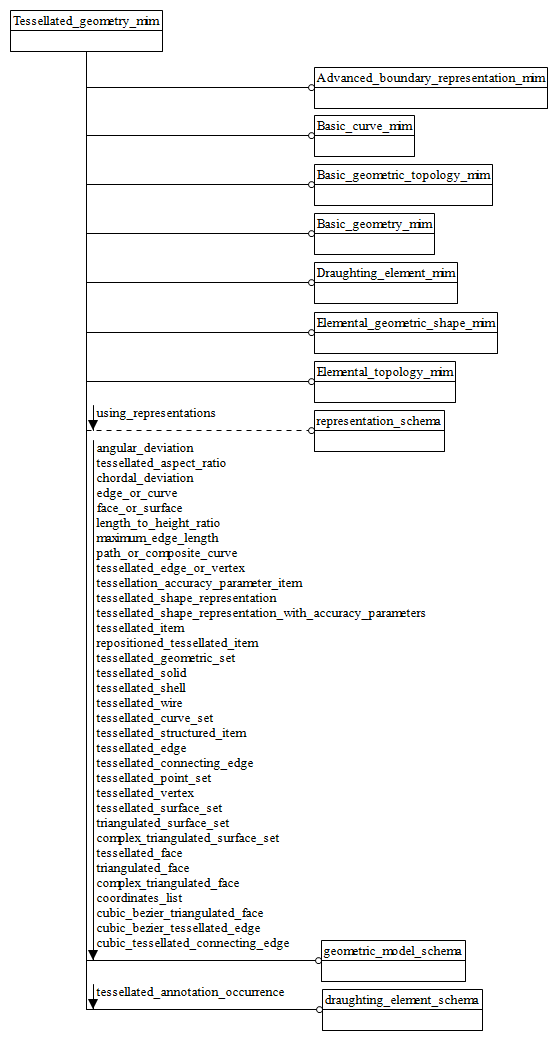 Tessellated_geometry_mim
Advanced_boundary_representation_mim
Basic_curve_mim
Basic_geometric_topology_mim
Basic_geometry_mim
Draughting_element_mim
Elemental_geometric_shape_mim
Elemental_topology_mim
using_representations
representation_schema
angular_deviation
tessellated_aspect_ratio
chordal_deviation
edge_or_curve
face_or_surface
length_to_height_ratio
maximum_edge_length
path_or_composite_curve
tessellated_edge_or_vertex
tessellation_accuracy_parameter_item
tessellated_shape_representation
tessellated_shape_representation_with_accuracy_parameters
tessellated_item
repositioned_tessellated_item
tessellated_geometric_set
tessellated_solid
tessellated_shell
tessellated_wire
tessellated_curve_set
tessellated_structured_item
tessellated_edge
tessellated_connecting_edge
tessellated_point_set
tessellated_vertex
tessellated_surface_set
triangulated_surface_set
complex_triangulated_surface_set
tessellated_face
triangulated_face
complex_triangulated_face
coordinates_list
cubic_bezier_triangulated_face
cubic_bezier_tessellated_edge
cubic_tessellated_connecting_edge
geometric_model_schema
tessellated_annotation_occurrence
draughting_element_schema